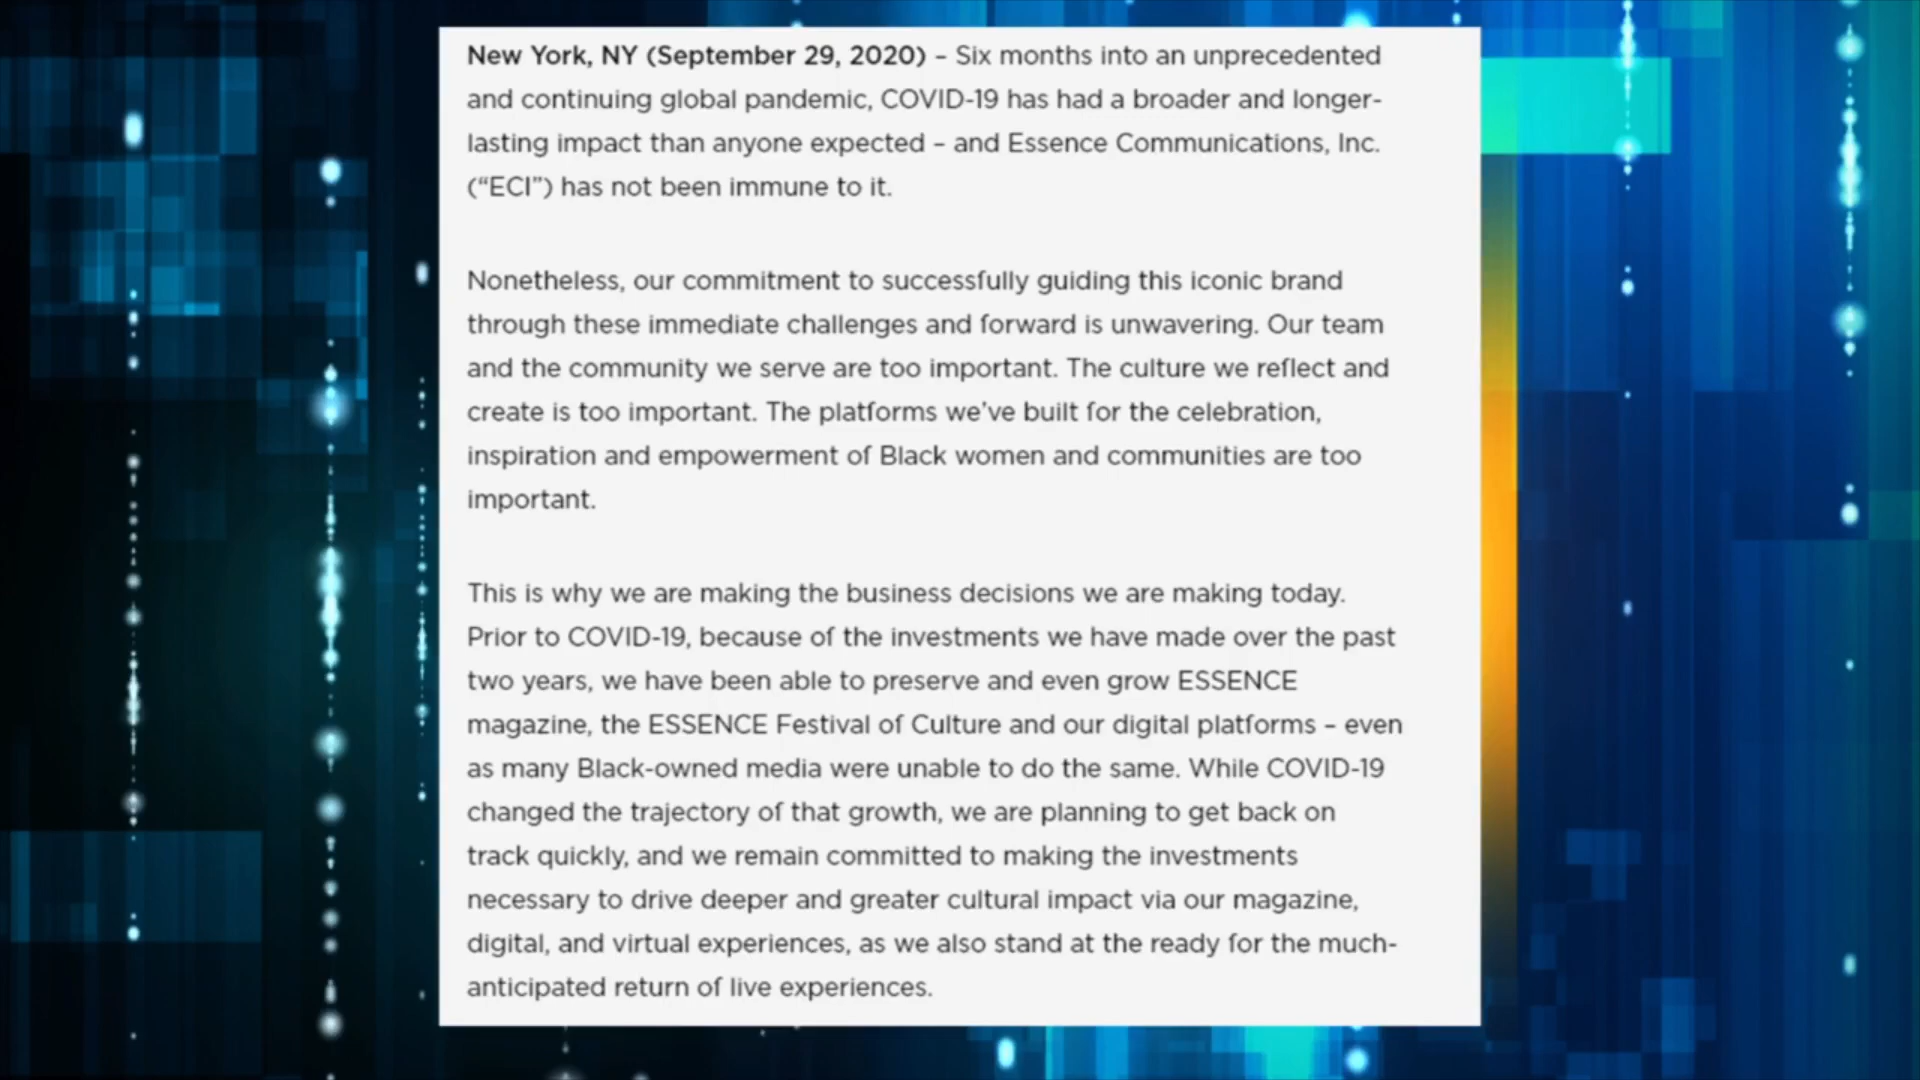 New York, NY (September 29, 2020) – Six months into an unprecedented
and continuing global pandemic, COVID-19 has had a broader and longer-
lasting impact than anyone expected – and Essence Communications, Inc.
(“ECI”) has not been immune to it.
Nonetheless, our commitment to successfully guiding this iconic brand
through these immediate challenges and forward is unwavering. Our team
and the community we serve are too important. The culture we reflect and
create is too important. The platforms we’ve built for the celebration,
inspiration and empowerment of Black women and communities are too
important.
This is why we are making the business decisions we are making today.
Prior to COVID-19, because of the investments we have made over the past
two years, we have been able to preserve and even grow ESSENCE
magazine, the ESSENCE Festival of Culture and our digital platforms – even
as many Black-owned media were unable to do the same. While COVID-19
changed the trajectory of that growth, we are planning to get back on
track quickly, and we remain committed to making the investments
necessary to drive deeper and greater cultural impact via our magazine,
digital, and virtual experiences, as we also stand at the ready for the much-
anticipated return of live experiences.